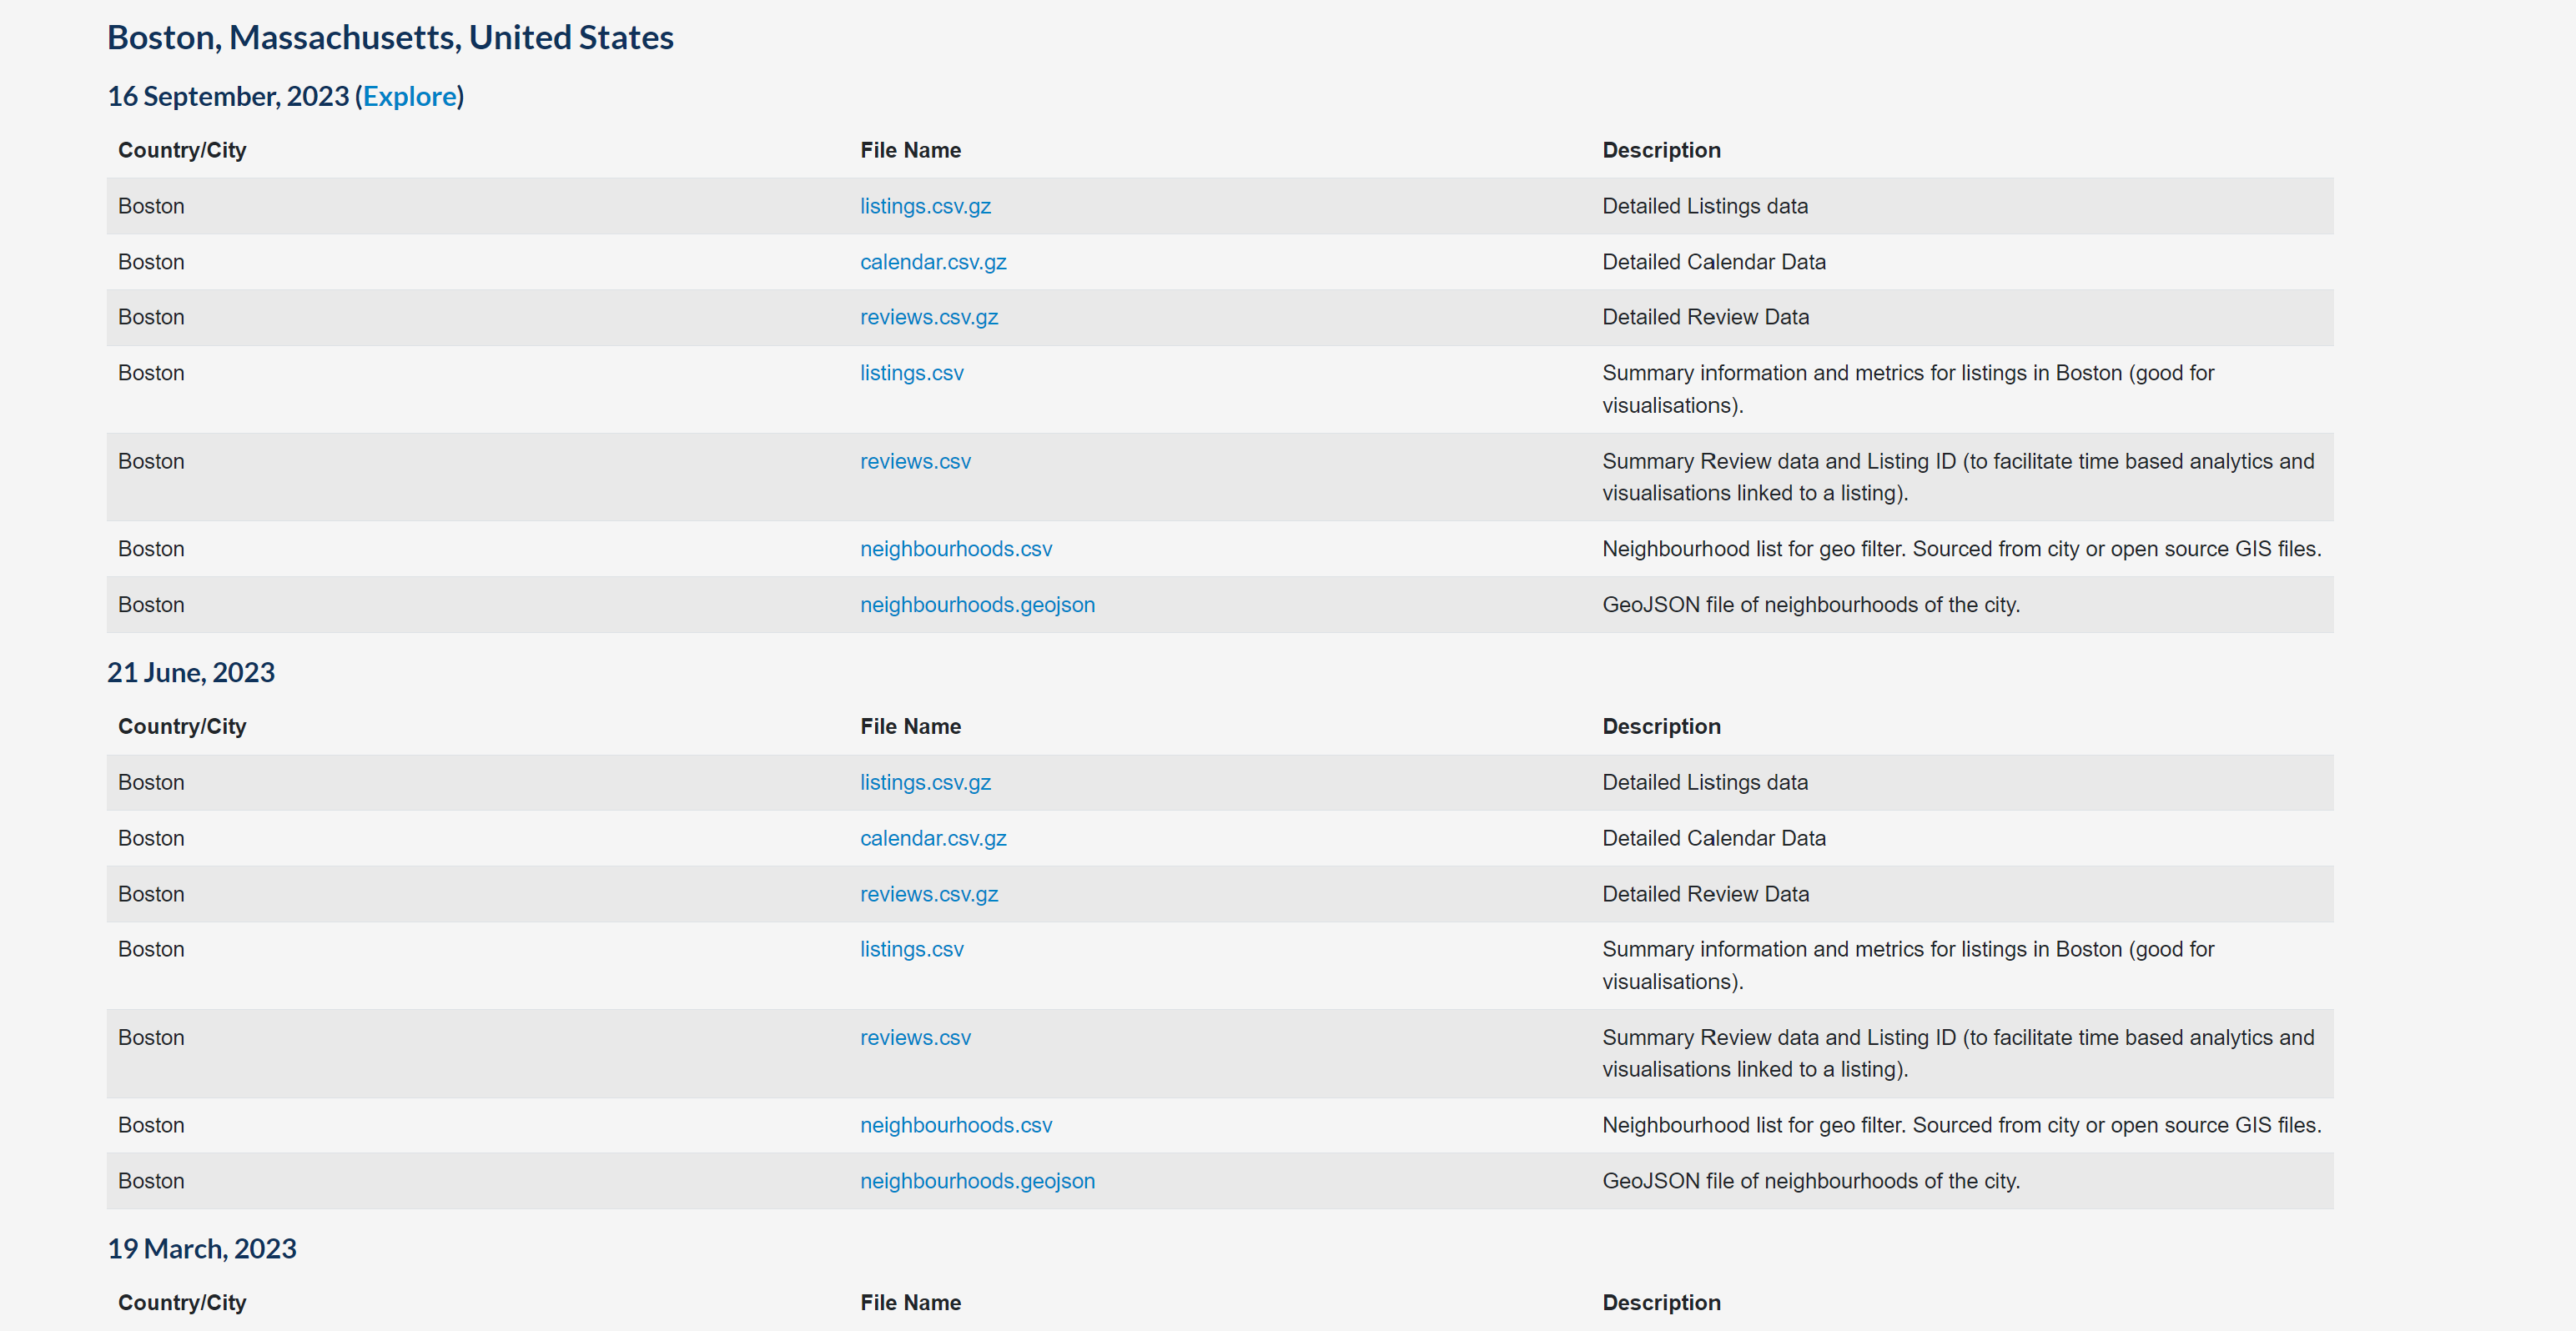 Boston, Massachusetts, United States
16 September, 2023 (Explore)
Country/City File Name Description
Boston listings.csv.gz Detailed Listings data
Boston calendar.csv.gz Detailed Calendar Data
Boston reviews.csv.gz Detailed Review Data
Boston listings.csv Summary information and metrics for listings in Boston (good for
visualisations).
Boston reviews.csv Summary Review data and Listing ID (to facilitate time based analytics and
visualisations linked to a listing).
Boston neighbourhoods.csv Neighbourhood list for geo filter. Sourced from city or open source GIS files.
Boston neighbourhoods.geojson GeoJSON file of neighbourhoods of the city.
21 June, 2023
Country/City File Name Description
Boston listings.csv.gz Detailed Listings data
Boston calendar.csv.gz Detailed Calendar Data
Boston reviews.csv.gz Detailed Review Data
Boston listings.csv Summary information and metrics for listings in Boston (good for
visualisations).
Boston reviews.csv Summary Review data and Listing ID (to facilitate time based analytics and
visualisations linked to a listing).
Boston neighbourhoods.csv Neighbourhood list for geo filter. Sourced from city or open source GIS files.
Boston neighbourhoods.geojson GeoJSON file of neighbourhoods of the city.
19 March, 2023
Country/City File Name Description